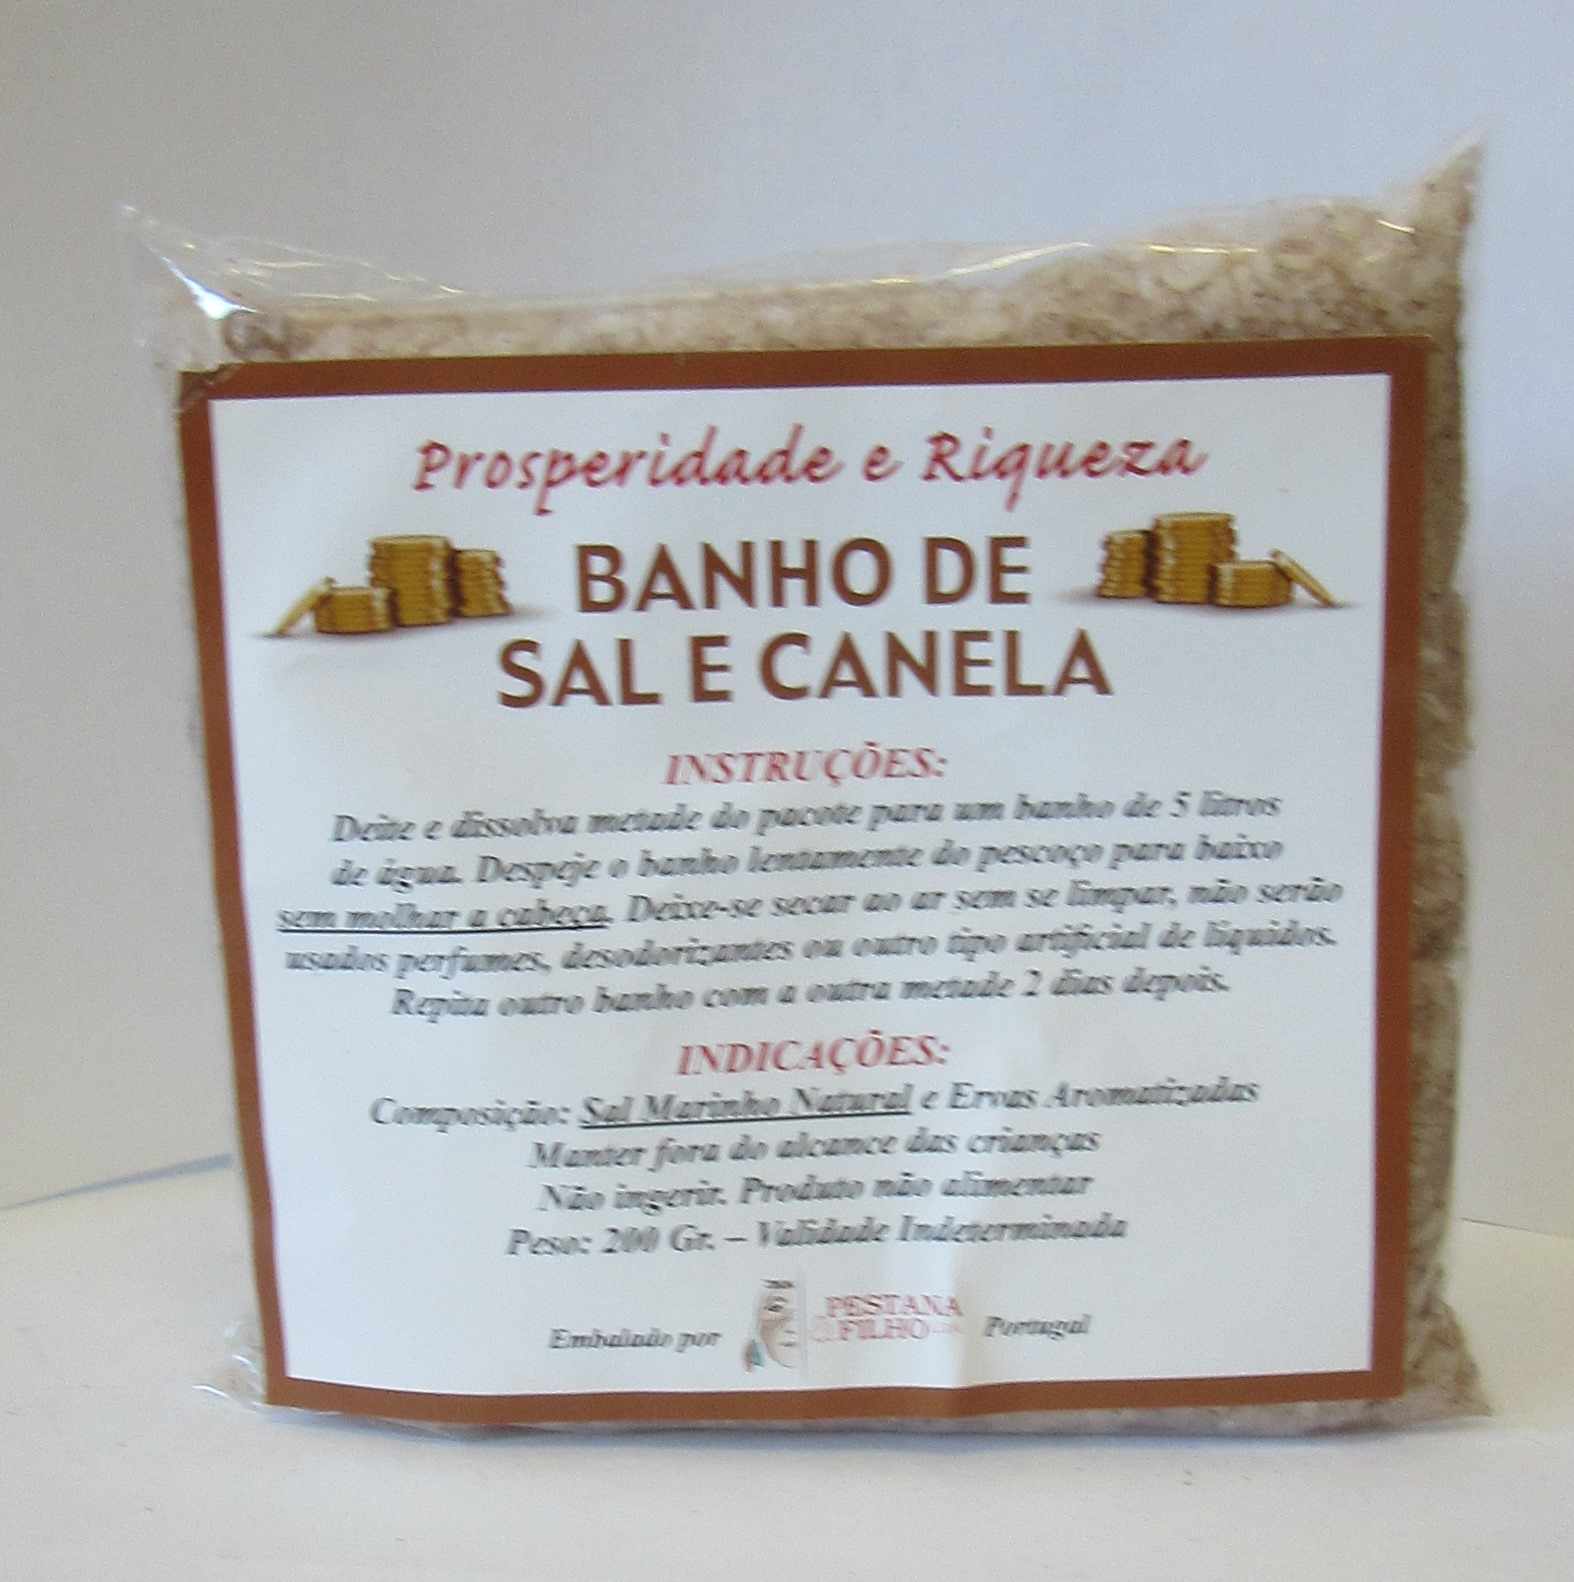 Prosperidade e Riqueza
BANHO DE
SAL E CANELA
INSTRUÇÕES:
Deite e dissolva metade do pacote para um banho de 5 litros
de água. Despeje o banho lentamente do pescoço para baixo
sem molhar a cabeça. Deixe-se secar ao ar sem se limpar, não serão
usados perfumes, desodorizantes ou outro tipo artificial de líquidos.
Repita outro banho com a outra metade 2 dias depois.
INDICAÇÕES:
Composição: Sal Marinho Natural e Ervas Aromatizadas
Manter fora do alcance das crianças
Não ingerir. Produto não alimentar
Peso: 200 Gr. – Validade Indeterminada
Embalado por PESTANA
FILHO Portugal